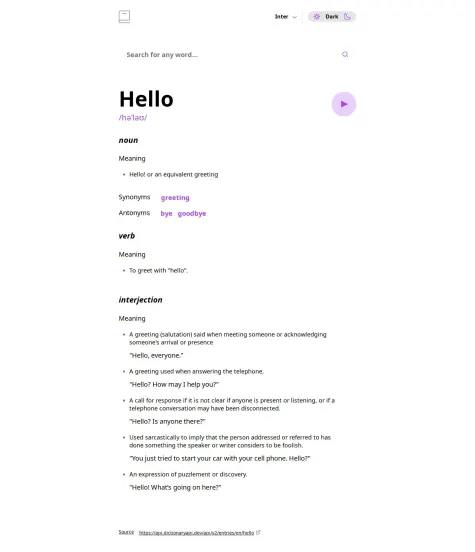 Inter
Dark
Search for any word...
Hello
/həˈləʊ/
noun
Meaning
Hello! or an equivalent greeting
Synonyms greeting
Antonyms bye goodbye
verb
Meaning
To greet with "hello".
interjection
Meaning
A greeting (salutation) said when meeting someone or acknowledging
someone's arrival or presence
"Hello, everyone."
A greeting used when answering the telephone.
"Hello? How may I help you?"
A call for response if it is not clear if anyone is present or listening, or if a
telephone conversation may have been disconnected.
"Hello? Is anyone there?"
Used sarcastically to imply that the person addressed or referred to has
done something the speaker or writer considers to be foolish.
"You just tried to start your car with your cell phone. Hello?"
An expression of puzzlement or discovery.
"Hello! What's going on here?"
Source https://api.dictionaryapi.dev/api/v2/entries/en/hello